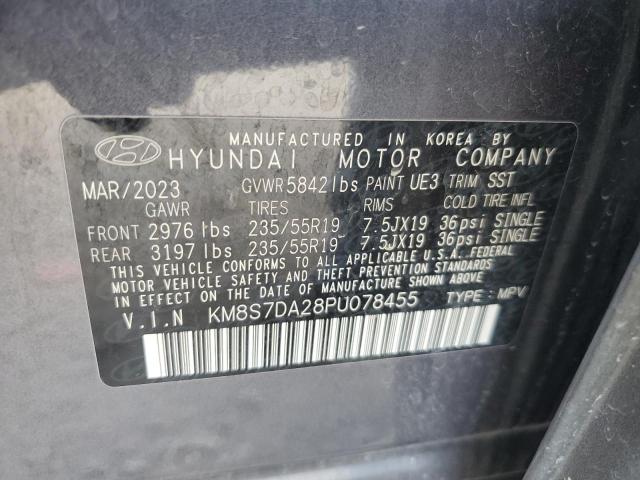 MANUFACTURED IN KOREA BY
HYUNDAI MOTOR COMPANY
MAR/2023 GVWR 5842 lbs PAINT UE3 TRIM SST
GAWR TIRES RIMS COLD TIRE INFL
FRONT 2976 lbs 235/55R19 7.5JX19 36psi SINGLE
REAR 3197 lbs 235/55R19 7.5JX19 36psi SINGLE
THIS VEHICLE CONFORMS TO ALL APPLICABLE U.S.A. FEDERAL
MOTOR VEHICLE SAFETY AND THEFT PREVENTION STANDARDS
IN EFFECT ON THE DATE OF MANUFACTURE SHOWN ABOVE.
V.I.N KM8S7DA28PU078455 TYPE : MPV